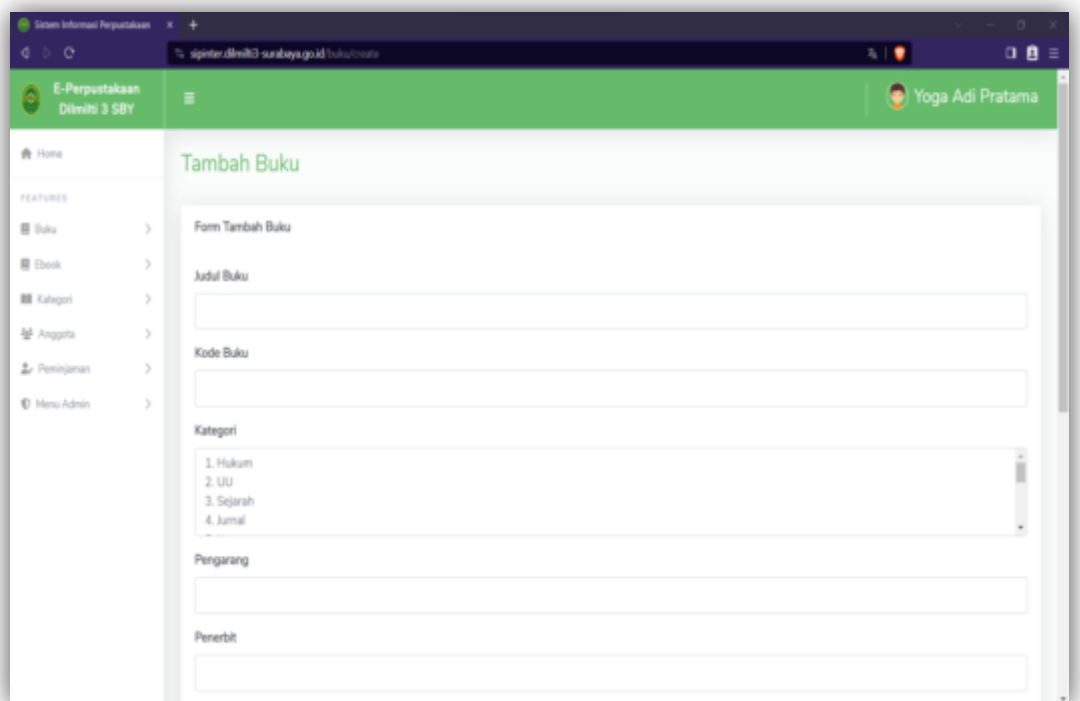 Sistem Informasi Perpustakaan
sipinter.dilmilti3-surabaya.go.id/buku/create
E-Perpustakaan
Dilmilti 3 SBY
Yoga Adi Pratama
Home
FEATURES
Buku
Ebook
Kategori
Anggota
Peminjaman
Menu Admin
Tambah Buku
Form Tambah Buku
Judul Buku
Kode Buku
Kategori
1. Hukum
2. UU
3. Sejarah
4. Jurnal
Pengarang
Penerbit